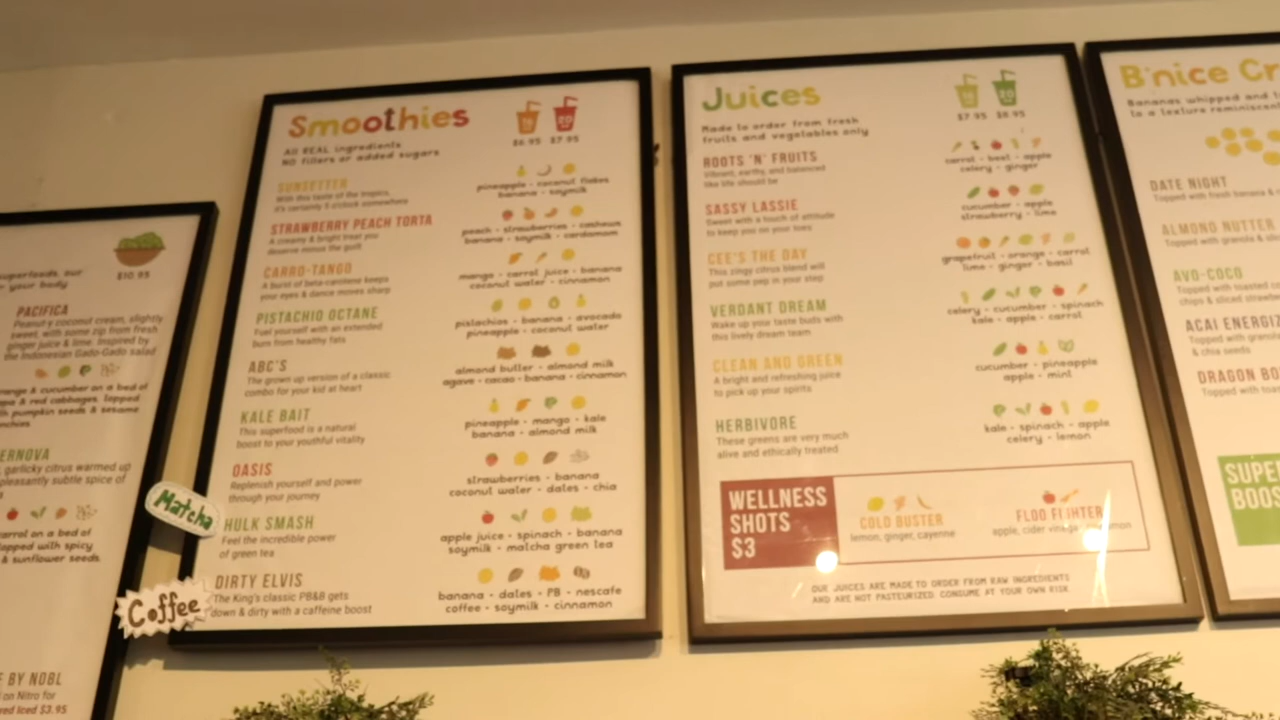 superfoods, our
your body
$10.95
PACIFICA
Peanut-y coconut cream, slightly
sweet, with some zip from fresh
ginger juice & lime. Inspired by
the Indonesian Gado-Gado salad
& cucumber on a bed of
& red cabbages, topped
pumpkin seeds & sesame
garlicky citrus warmed up
pleasantly subtle spice of
on a bed of
topped with spicy
& sunflower seeds
BY NOBL
on Nitro for
Iced $3.95
Matcha
Coffee
Smoothies
All REAL ingredients
NO fillers or added sugars
16 20
$6.95 $7.95
SUNSETTER
With this taste of the tropics,
it's certainly 5 o'clock somewhere
pineapple - coconut flakes
banana - soymilk
STRAWBERRY PEACH TORTA
A creamy & bright treat you
deserve minus the guilt
peach - strawberries - cashews
banana - soymilk - cardamom
CARRO-TANGO
A burst of beta-carotene keeps
your eyes & dance moves sharp
mango - carrot juice - banana
coconut water - cinnamon
PISTACHIO OCTANE
Fuel yourself with an extended
burn from healthy fats
pistachios - banana - avocado
pineapple - coconut water
ABC'S
The grown up version of a classic
combo for your kid at heart
almond butter - almond milk
agave - cacao - banana - cinnamon
KALE BAIT
This superfood is a natural
boost to your youthful vitality
pineapple - mango - kale
banana - almond milk
OASIS
Replenish yourself and power
through your journey
strawberries - banana
coconut water - dates - chia
HULK SMASH
Feel the incredible power
of green tea
apple juice - spinach - banana
soymilk - matcha green tea
DIRTY ELVIS
The King's classic PB&B gets
down & dirty with a caffeine boost
banana - dates - PB - nescafe
coffee - soymilk - cinnamon
Juices
Made to order from fresh
fruits and vegetables only
16 20
$7.95 $8.95
ROOTS 'N' FRUITS
Vibrant, earthy, and balanced
like life should be
carrot - beet - apple
celery - ginger
SASSY LASSIE
Sweet with a touch of attitude
to keep you on your toes
cucumber - apple
strawberry - lime
CEE'S THE DAY
This zingy citrus blend will
put some pep in your step
grapefruit - orange - carrot
lime - ginger - basil
VERDANT DREAM
Wake up your taste buds with
this lively dream team
celery - cucumber - spinach
kale - apple - carrot
CLEAN AND GREEN
A bright and refreshing juice
to pick up your spirits
cucumber - pineapple
apple - mint
HERBIVORE
These greens are very much
alive and ethically treated
kale - spinach - apple
celery - lemon
WELLNESS
SHOTS
$3
COLD BUSTER
lemon, ginger, cayenne
apple, cider
OUR JUICES ARE MADE TO ORDER FROM RAW INGREDIENTS
AND ARE NOT PASTEURIZED. CONSUME AT YOUR OWN RISK
B'nice Cr
Bananas whipped and
to a texture
DATE NIGHT
Topped with fresh banana &
ALMOND NUTTER
Topped with granola &
AVO-COCO
Topped with toasted
chips & sliced
ACAI ENERGIZ
Topped with granola
& chia seeds
DRAGON BO
Topped with
SUPER
BOOS